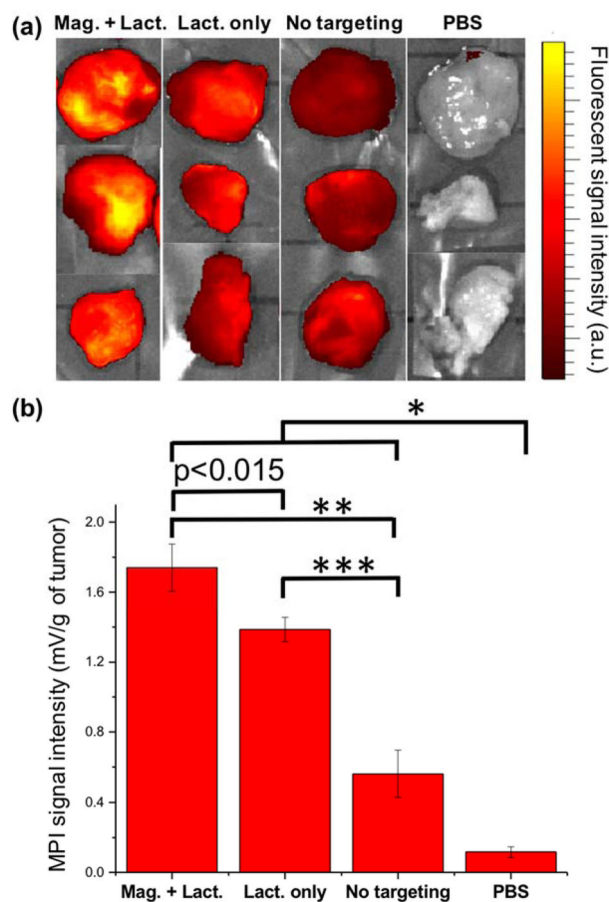 (a)
Mag. + Lact. Lact. only No targeting PBS
Fluorescent signal intensity (a.u.)
(b)
*
p<0.015
**
***
MPI signal intensity (mV/g of tumor)
2.0
1.6
1.2
0.8
0.4
0.0
Mag. + Lact. Lact. only No targeting PBS